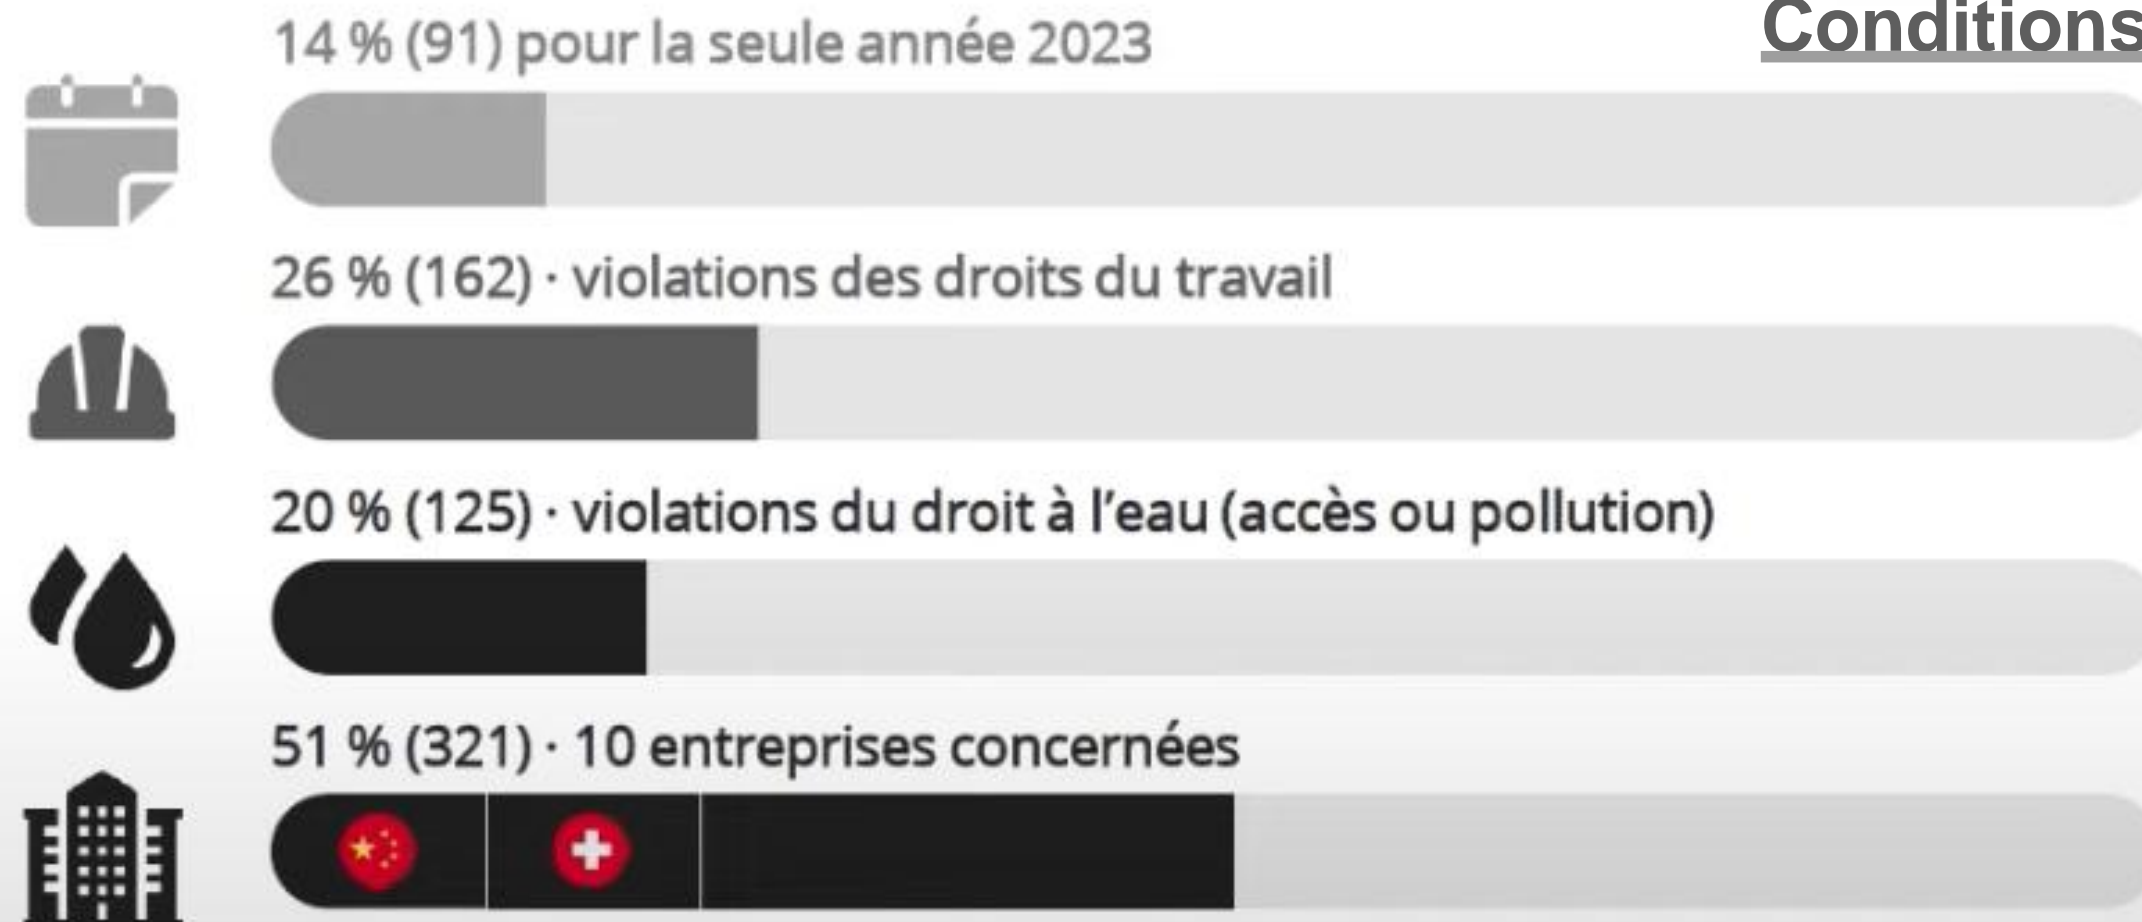 Conditions
14 % (91) pour la seule année 2023
26 % (162) · violations des droits du travail
20 % (125) · violations du droit à l’eau (accès ou pollution)
51 % (321) · 10 entreprises concernées